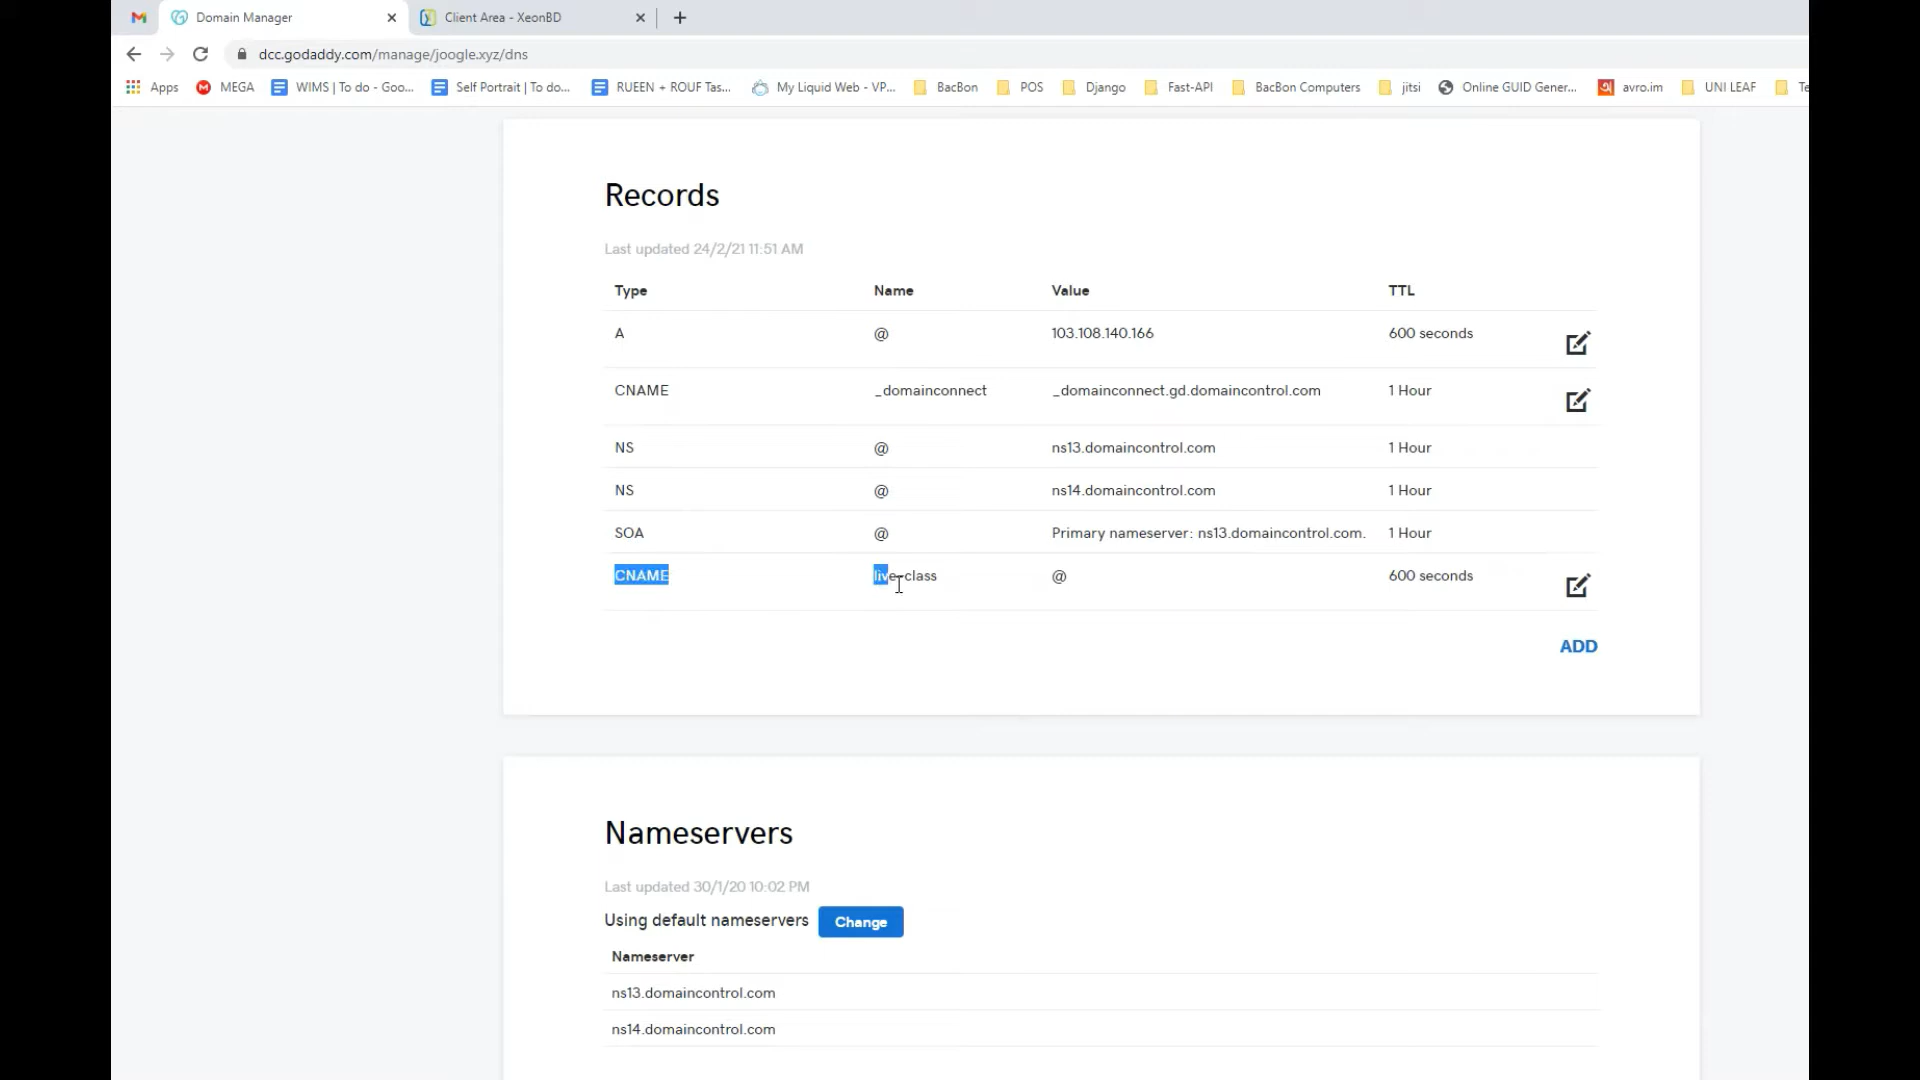 Domain Manager
Client Area - XeonBD
dcc.godaddy.com/manage/joogle.xyz/dns
Apps MEGA WIMS | To do - Goo... Self Portrait | To do... RUEEN + ROUF Tas... My Liquid Web - VP... BacBon POS Django Fast-API BacBon Computers jitsi Online GUID Gener... avro.im UNI LEAF Te
Records
Last updated 24/2/21 11:51 AM
Type Name Value TTL
A @ 103.108.140.166 600 seconds
CNAME _domainconnect _domainconnect.gd.domaincontrol.com 1 Hour
NS @ ns13.domaincontrol.com 1 Hour
NS @ ns14.domaincontrol.com 1 Hour
SOA @ Primary nameserver: ns13.domaincontrol.com. 1 Hour
CNAME live-class @ 600 seconds
ADD
Nameservers
Last updated 30/1/20 10:02 PM
Using default nameservers Change
Nameserver
ns13.domaincontrol.com
ns14.domaincontrol.com